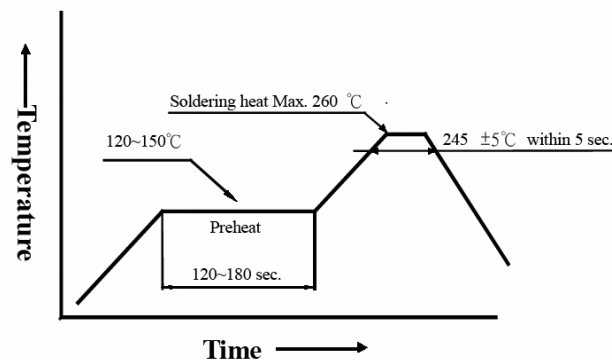 Temperature
Soldering heat Max. 260 ℃
245 ±5℃ within 5 sec.
120~150℃
Preheat
120~180 sec.
Time